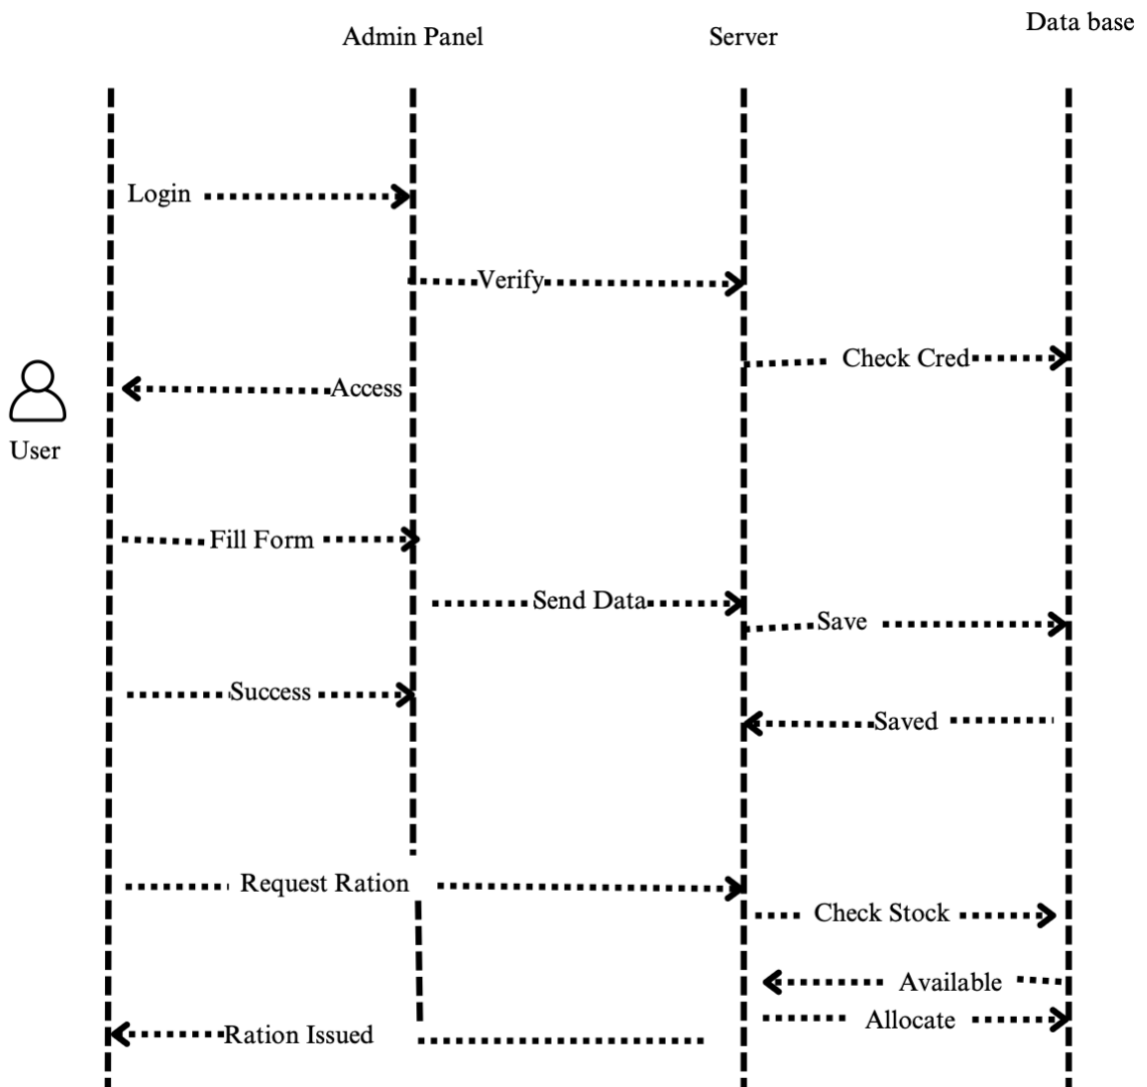 Admin Panel
Server
Data base
Login
Verify
Check Cred
Access
User
Fill Form
Send Data
Save
Success
Saved
Request Ration
Check Stock
Available
Allocate
Ration Issued